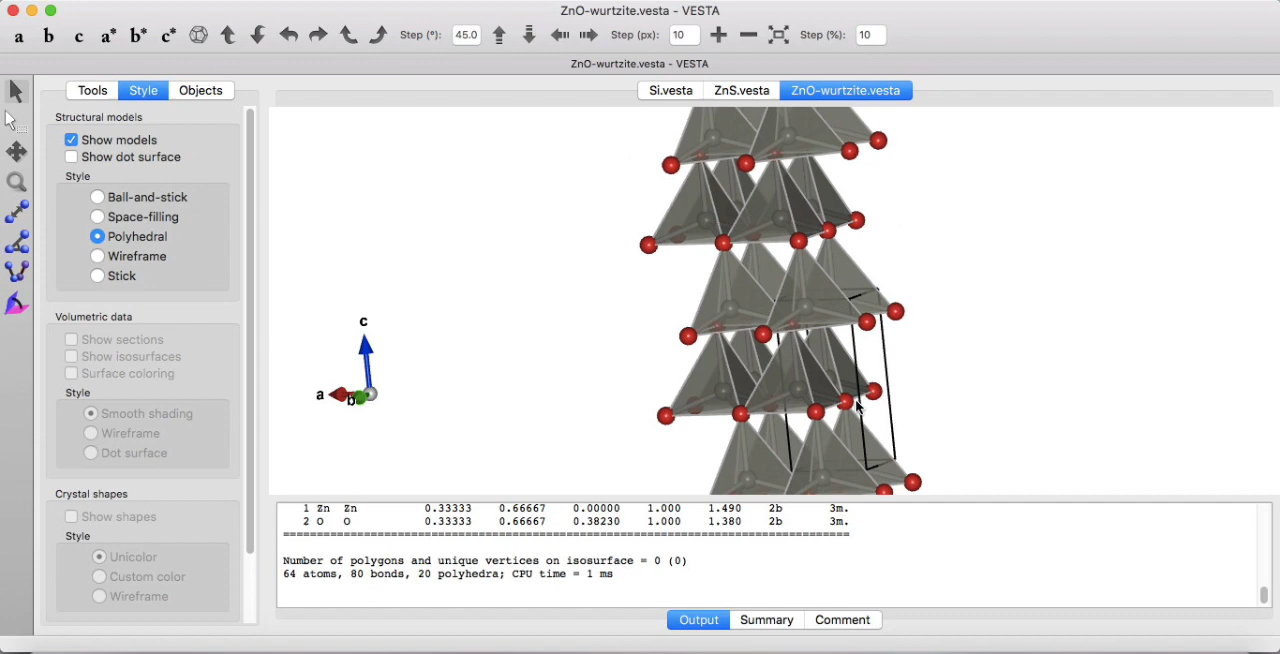 ZnO-wurtzite.vesta - VESTA
a b c a* b* c* Step (°): 45.0 Step (px): 10 Step (%): 10
ZnO-wurtzite.vesta - VESTA
Tools Style Objects
Si.vesta ZnS.vesta ZnO-wurtzite.vesta
Structural models
Show models
Show dot surface
Style
Ball-and-stick
Space-filling
Polyhedral
Wireframe
Stick
Volumetric data
Show sections
Show isosurfaces
Surface coloring
Style
Smooth shading
Wireframe
Dot surface
Crystal shapes
Show shapes
Style
Unicolor
Custom color
Wireframe
c
a b
1 Zn Zn 0.33333 0.66667 0.00000 1.000 1.490 2b 3m.
2 O O 0.33333 0.66667 0.38230 1.000 1.380 2b 3m.
================================================================================
Number of polygons and unique vertices on isosurface = 0 (0)
64 atoms, 80 bonds, 20 polyhedra; CPU time = 1 ms
Output Summary Comment